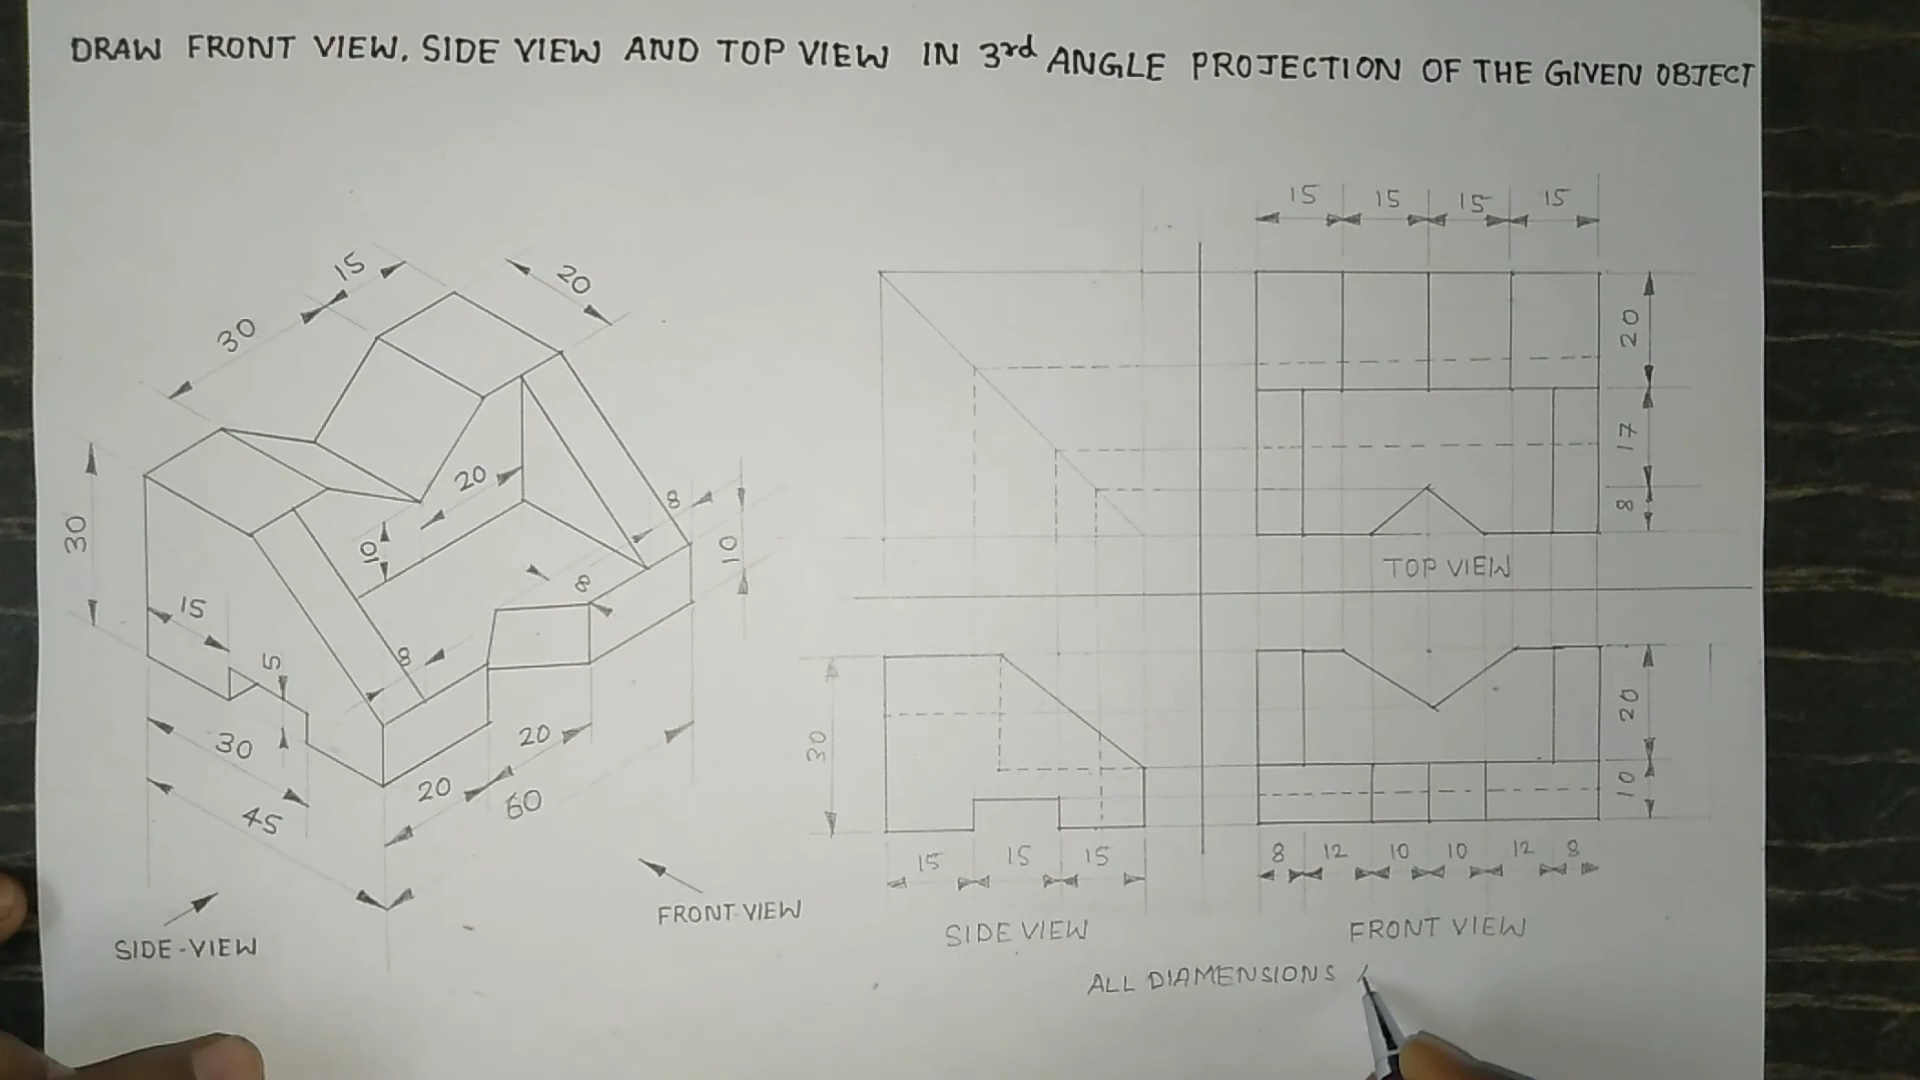 DRAW FRONT VIEW, SIDE VIEW AND TOP VIEW IN 3rd ANGLE PROJECTION OF THE GIVEN OBJECT
15
20
30
20
30
10
8
10
15
8
5
8
30
20
20
45
60
SIDE-VIEW
FRONT VIEW
15 15 15 15
20
17
8
TOP VIEW
30
15 15 15
SIDE VIEW
20
10
8 12 10 10 12 8
FRONT VIEW
ALL DIAMENSIONS